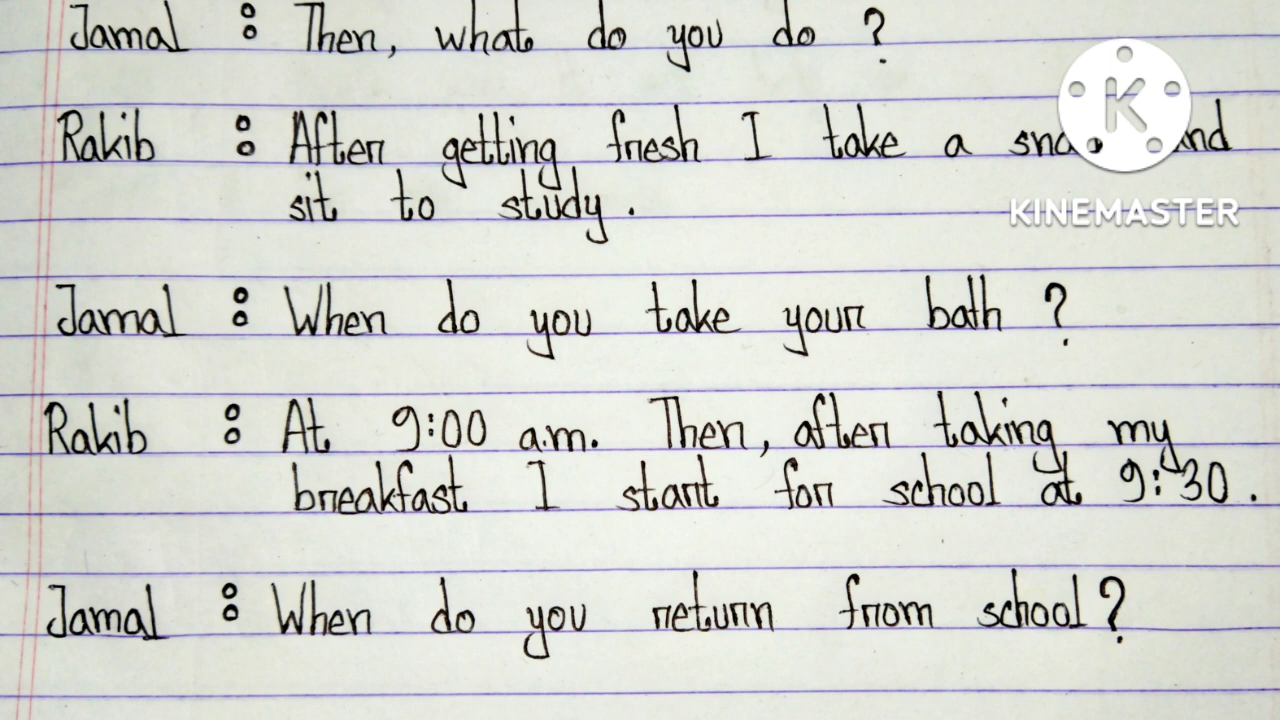 Jamal : Then, what do you do ?
Rakib : After getting fresh I take a and
sit to study.
KINEMASTER
Jamal : When do you take your bath ?
Rakib : At 9:00 a.m. Then, after taking my
breakfast I start for school at 9:30.
Jamal : When do you return from school?